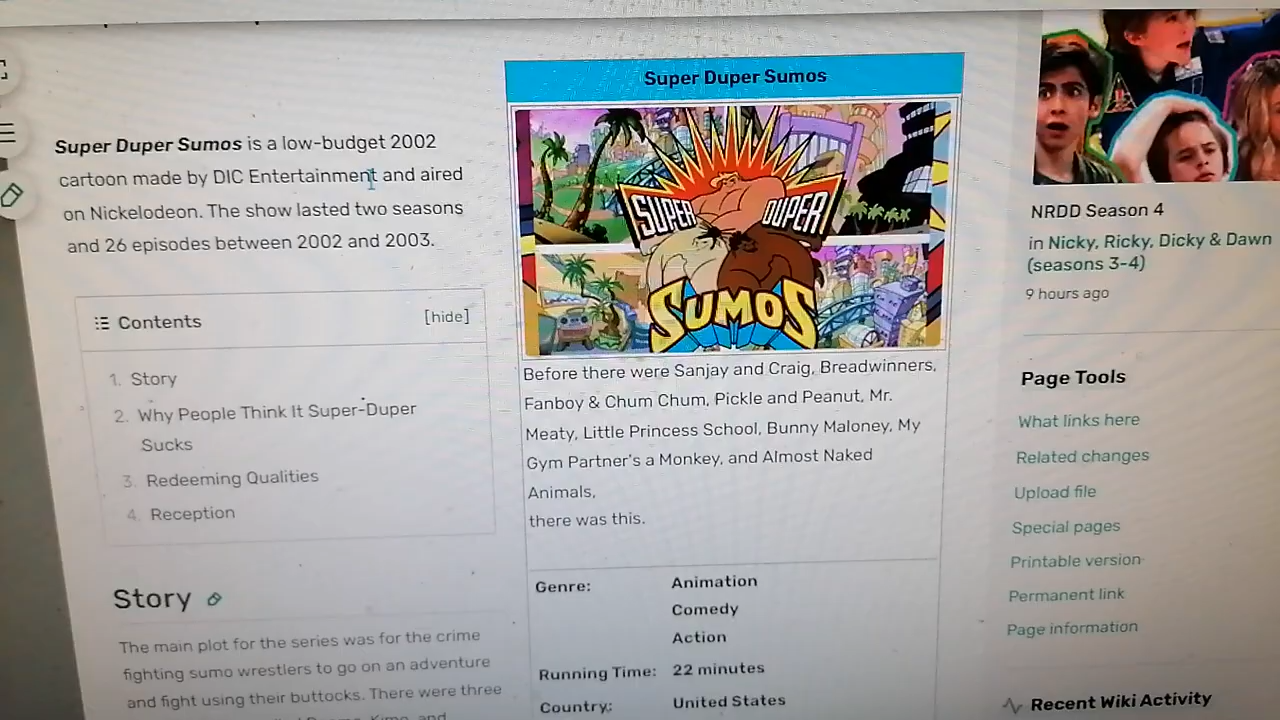 Super Duper Sumos is a low-budget 2002
cartoon made by DIC Entertainment and aired
on Nickelodeon. The show lasted two seasons
and 26 episodes between 2002 and 2003.
Contents
[hide]
1. Story
2. Why People Think It Super-Duper
Sucks
3. Redeeming Qualities
4. Reception
Story
The main plot for the series was for the crime
fighting sumo wrestlers to go on an adventure
and fight using their buttocks. There were three
Super Duper Sumos
SUPER DUPER
SUMOS
Before there were Sanjay and Craig, Breadwinners,
Fanboy & Chum Chum, Pickle and Peanut, Mr.
Meaty, Little Princess School, Bunny Maloney, My
Gym Partner's a Monkey, and Almost Naked
Animals,
there was this.
Genre: Animation
Comedy
Action
Running Time: 22 minutes
Country: United States
NRDD Season 4
in Nicky, Ricky, Dicky & Dawn
(seasons 3-4)
9 hours ago
Page Tools
What links here
Related changes
Upload file
Special pages
Printable version
Permanent link
Page information
Recent Wiki Activity